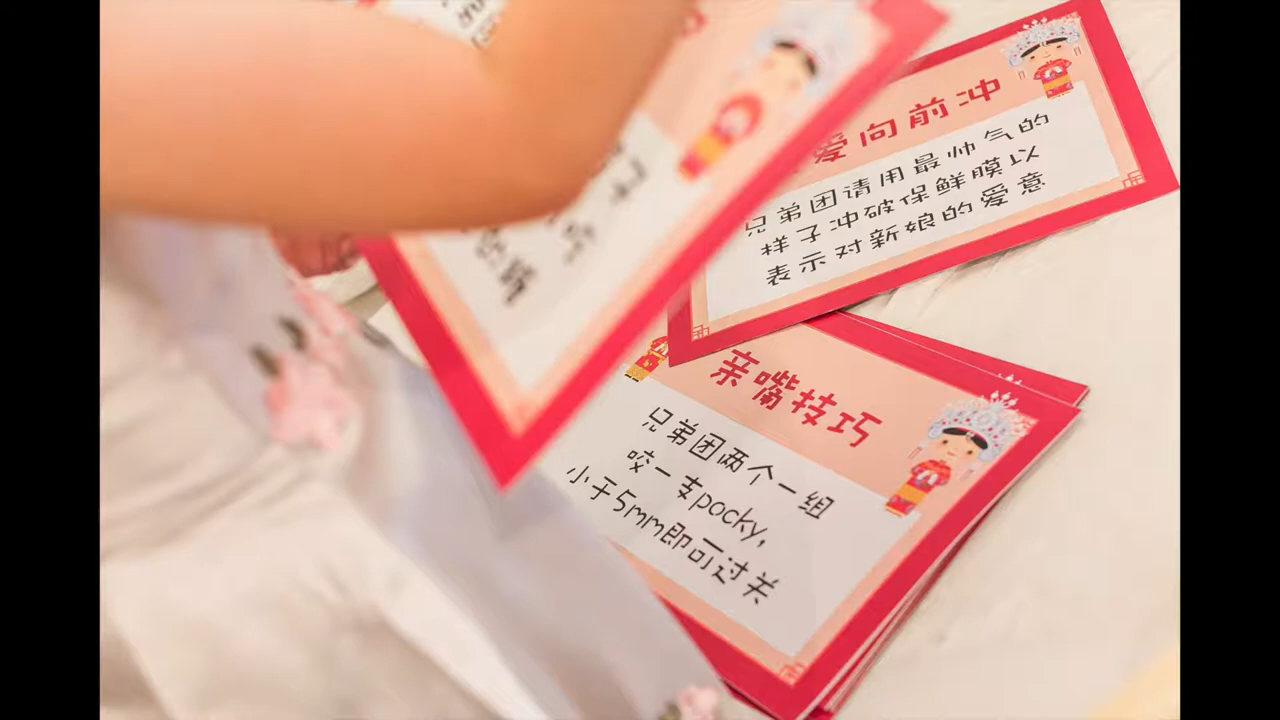 爱向前冲
兄弟团请用最帅气的
样子冲破保鲜膜以
表示对新娘的爱意
亲嘴技巧
兄弟团两个一组
咬一支pocky,
小于5mm即可过关